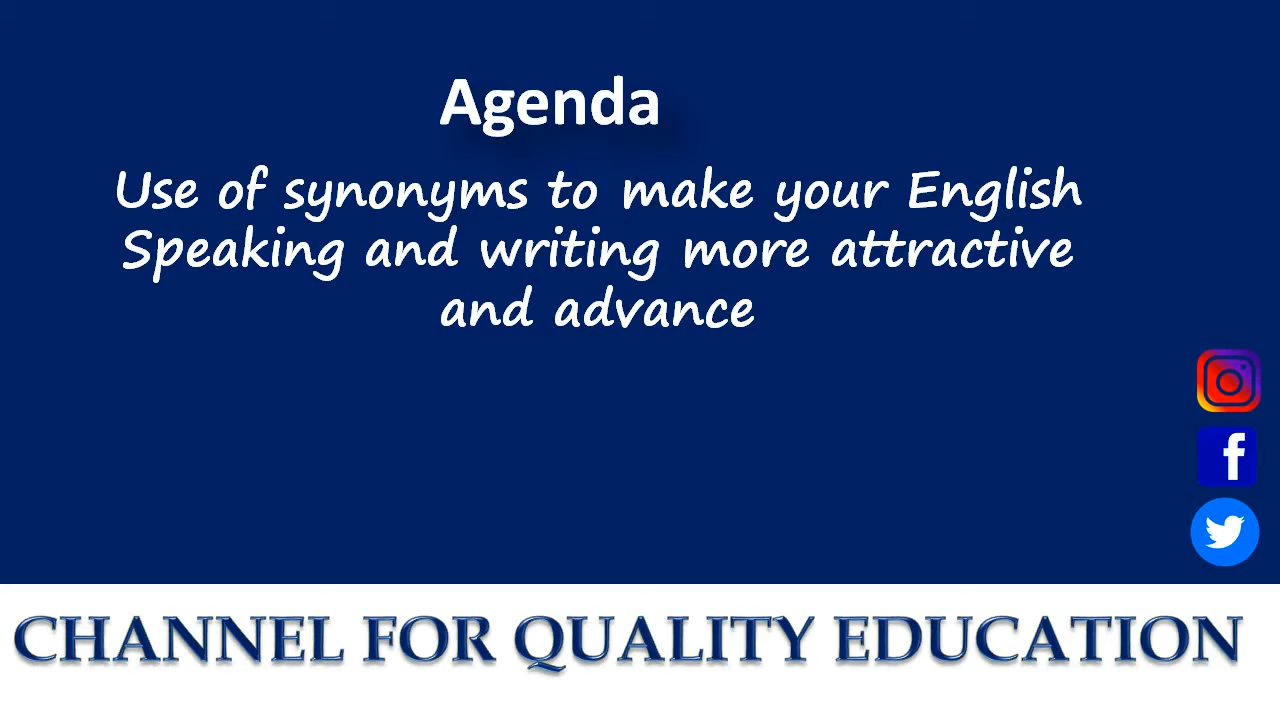 Agenda
Use of synonyms to make your English
Speaking and writing more attractive
and advance
f
CHANNEL FOR QUALITY EDUCATION